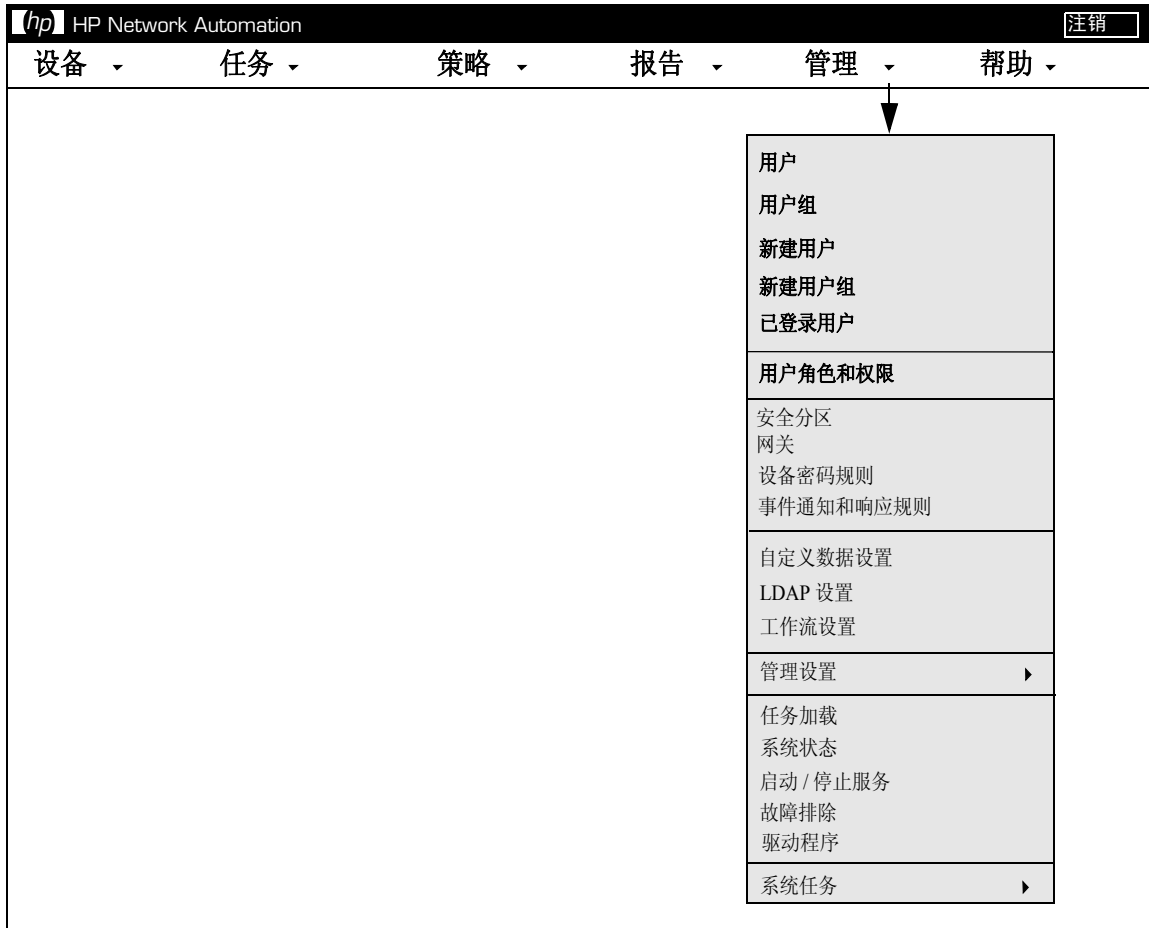 hp HP Network Automation 注销
设备 任务 策略 报告 管理 帮助
用户
用户组
新建用户
新建用户组
已登录用户
用户角色和权限
安全分区
网关
设备密码规则
事件通知和响应规则
自定义数据设置
LDAP 设置
工作流设置
管理设置
任务加载
系统状态
启动 / 停止服务
故障排除
驱动程序
系统任务